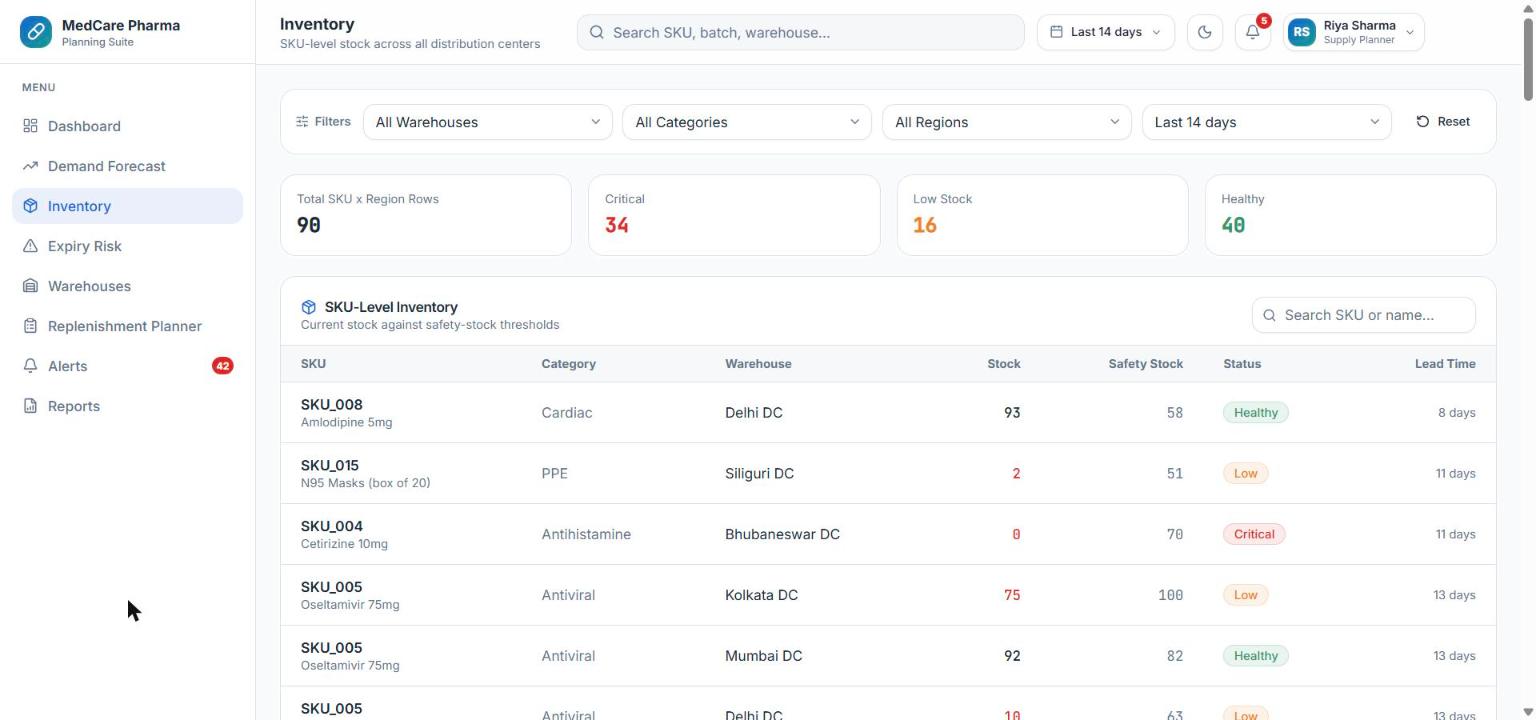 MedCare Pharma
Planning Suite
MENU
Dashboard
Demand Forecast
Inventory
Expiry Risk
Warehouses
Replenishment Planner
Alerts 42
Reports
Inventory
SKU-level stock across all distribution centers
Search SKU, batch, warehouse...
Last 14 days
5
RS
Riya Sharma
Supply Planner
Filters All Warehouses All Categories All Regions Last 14 days Reset
Total SKU x Region Rows Critical Low Stock Healthy
90 34 16 40
SKU-Level Inventory
Current stock against safety-stock thresholds
Search SKU or name...
SKU Category Warehouse Stock Safety Stock Status Lead Time
SKU_008
Amlodipine 5mg
Cardiac Delhi DC 93 58 Healthy 8 days
SKU_015
N95 Masks (box of 20)
PPE Siliguri DC 2 51 Low 11 days
SKU_004
Cetirizine 10mg
Antihistamine Bhubaneswar DC 0 70 Critical 11 days
SKU_005
Oseltamivir 75mg
Antiviral Kolkata DC 75 100 Low 13 days
SKU_005
Oseltamivir 75mg
Antiviral Mumbai DC 92 82 Healthy 13 days
SKU_005
Antiviral Delhi DC 10 63 Low 13 days